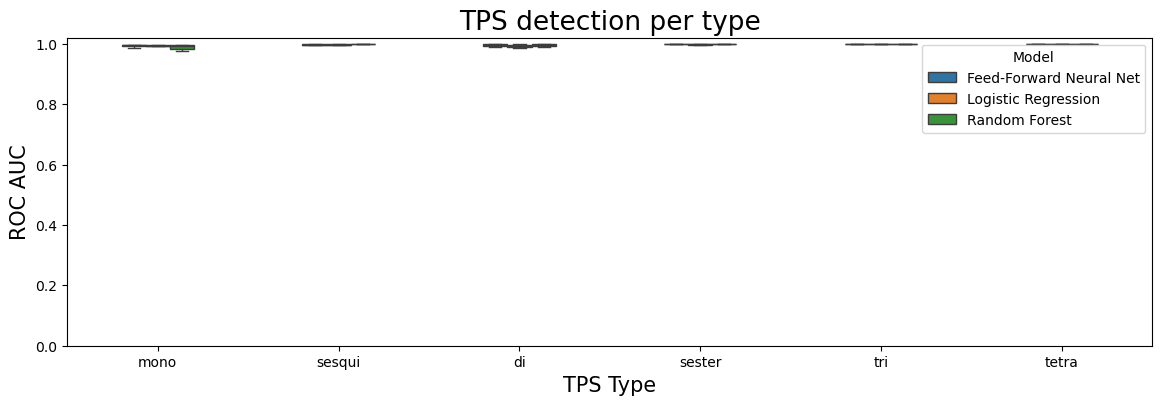 TPS detection per type
ROC AUC
1.0
0.8
0.6
0.4
0.2
0.0
Model
Feed-Forward Neural Net
Logistic Regression
Random Forest
mono sesqui di sester tri tetra
TPS Type